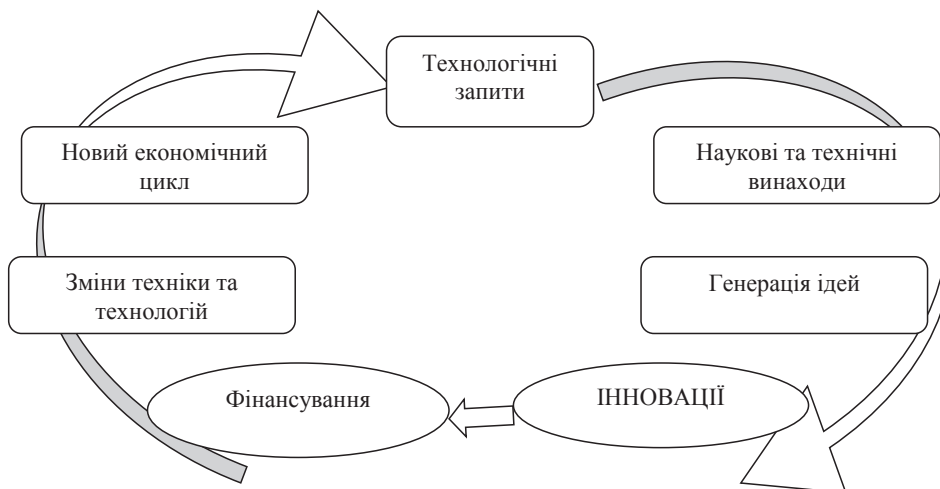 Технологічні
запити
Новий економічний
цикл
Наукові та технічні
винаходи
Зміни техніки та
технологій
Генерація ідей
Фінансування
ІННОВАЦІЇ